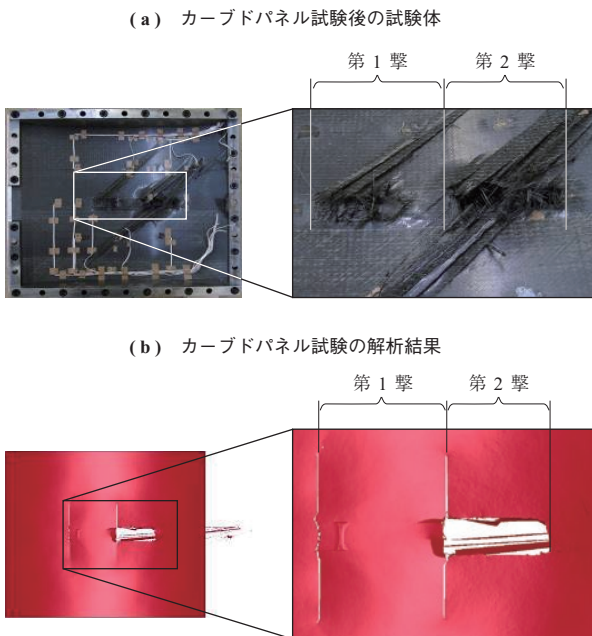 ( a ) カーブドパネル試験後の試験体
第 1 撃 第 2 撃
( b ) カーブドパネル試験の解析結果
第 1 撃 第 2 撃